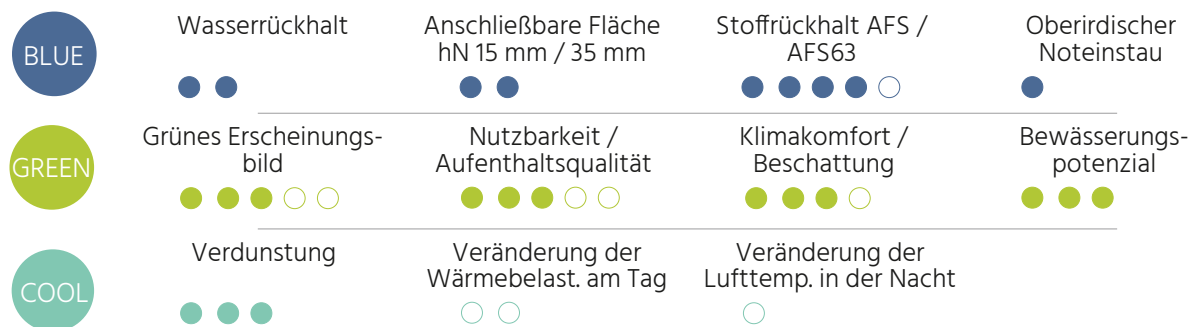 BLUE
Wasserrückhalt
Anschließbare Fläche
hN 15 mm / 35 mm
Stoffrückhalt AFS /
AFS63
Oberirdischer
Noteinstau
GREEN
Grünes Erscheinungs-
bild
Nutzbarkeit /
Aufenthaltsqualität
Klimakomfort /
Beschattung
Bewässerungs-
potenzial
COOL
Verdunstung
Veränderung der
Wärmebelast. am Tag
Veränderung der
Lufttemp. in der Nacht